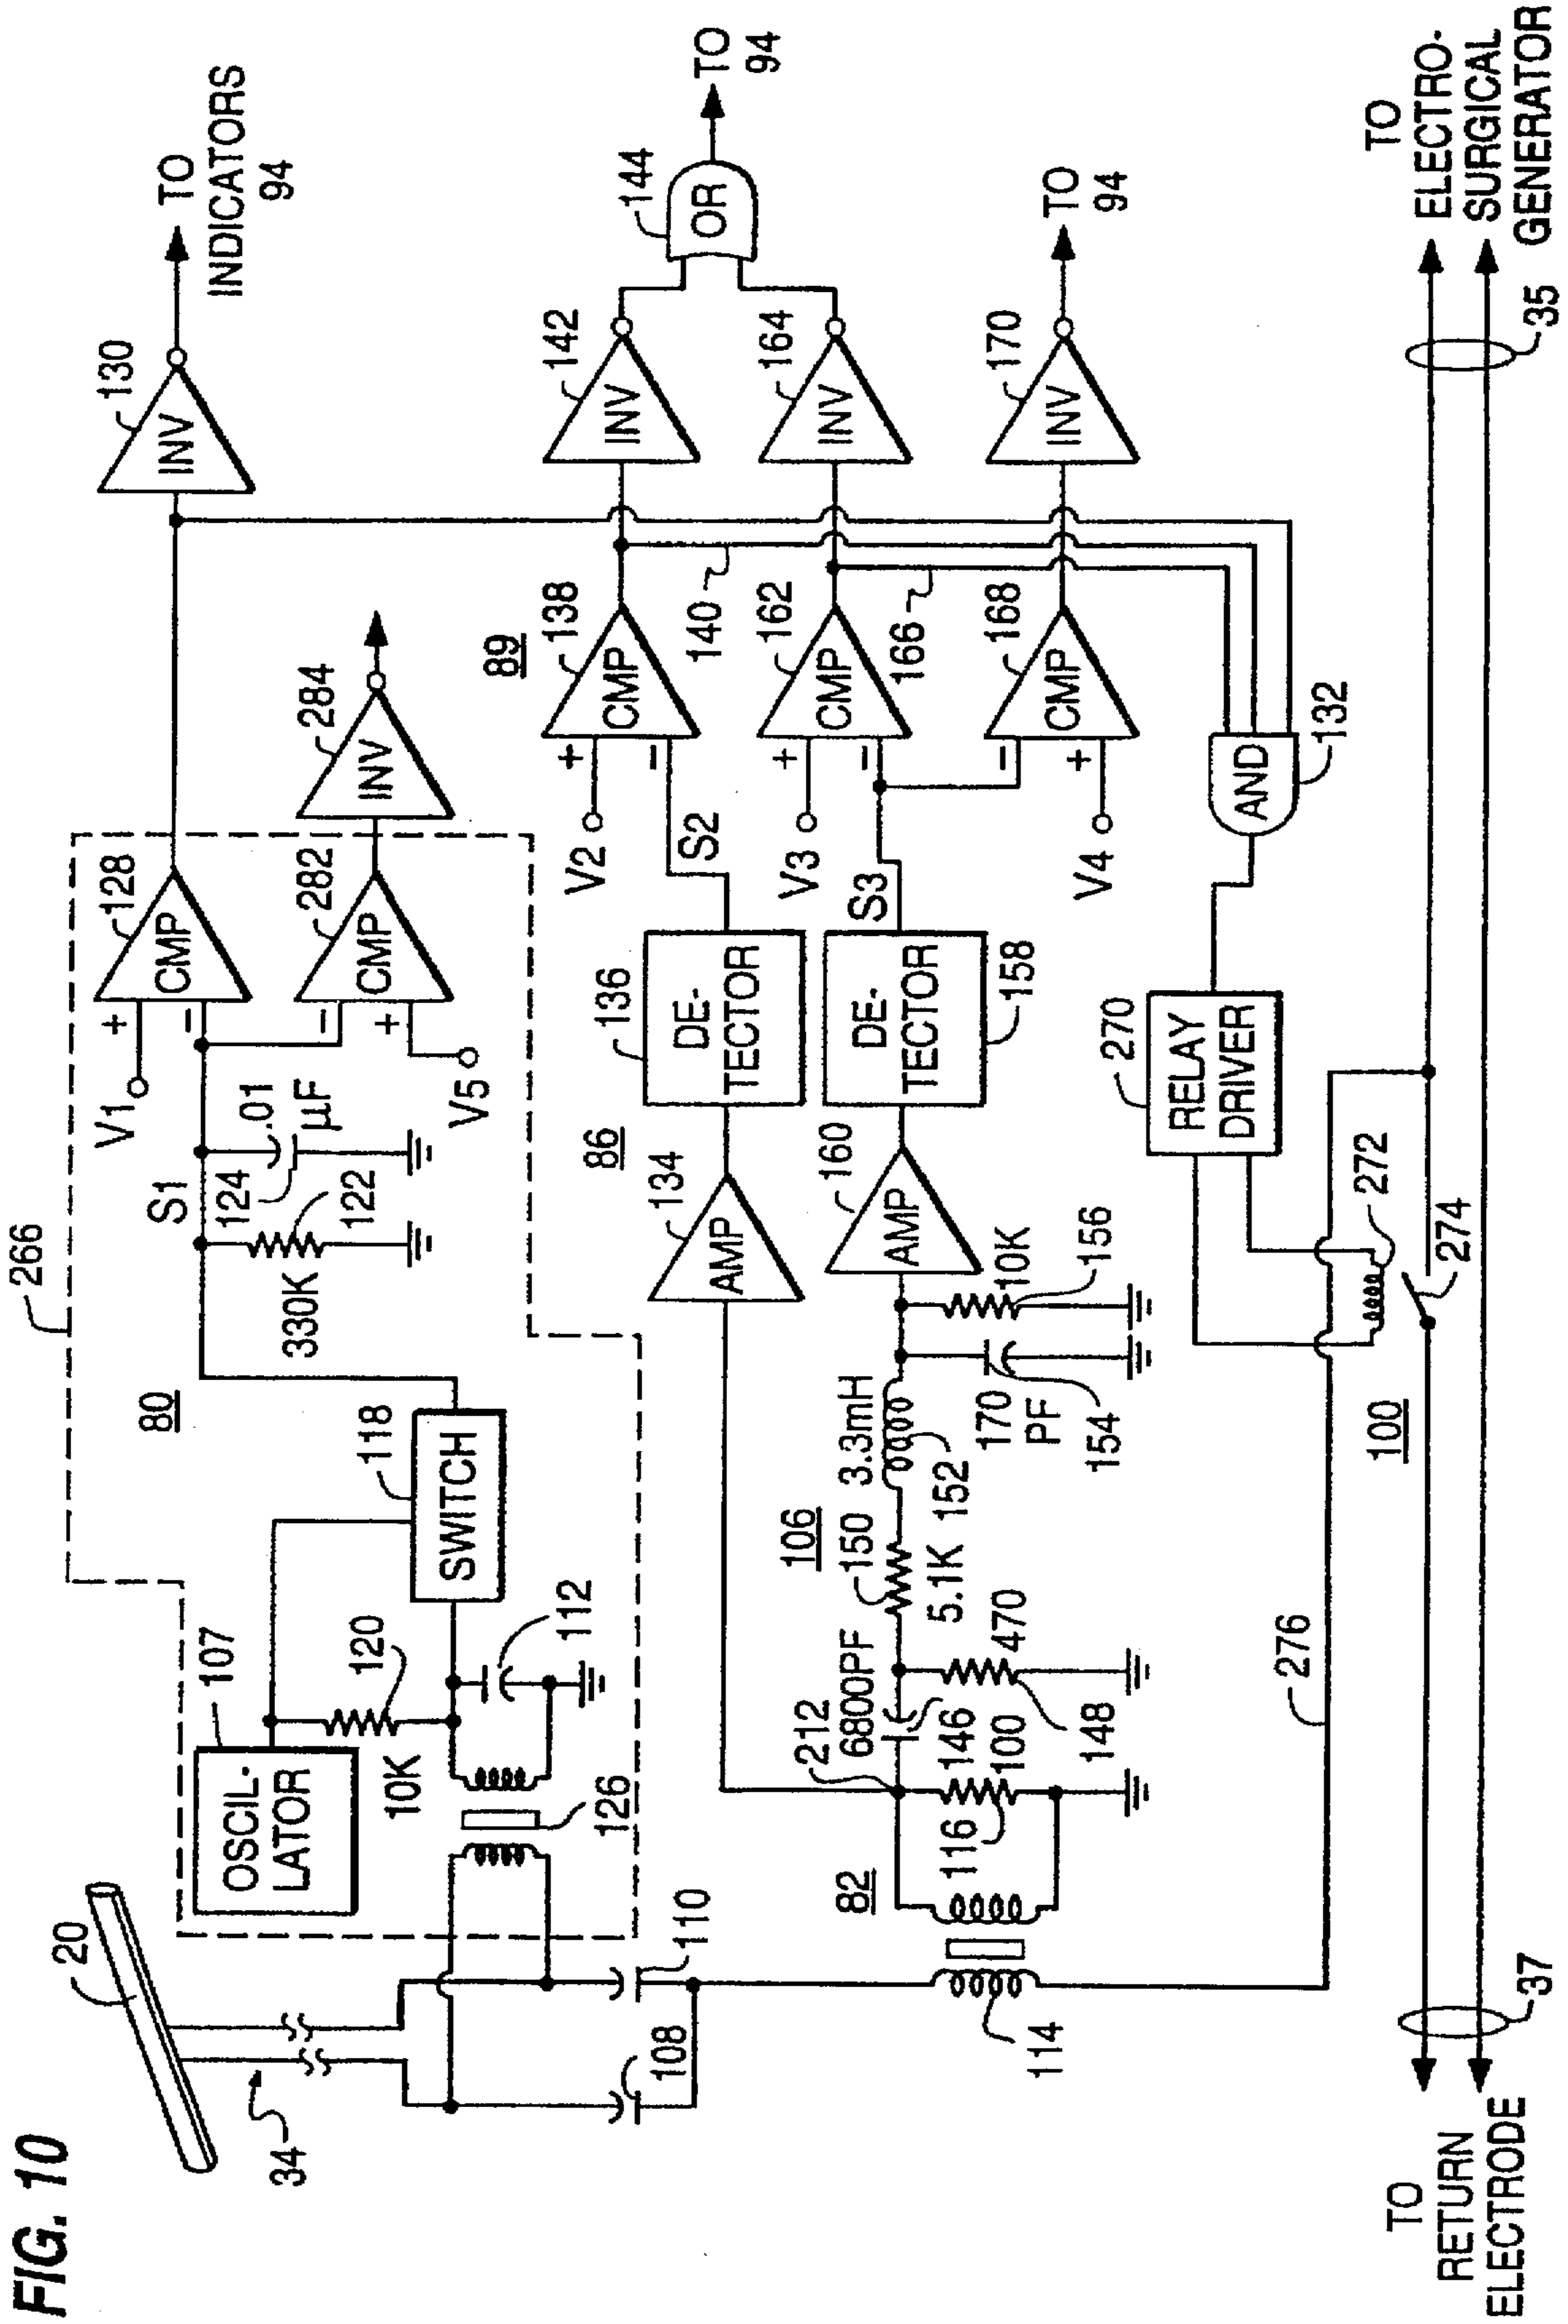 FIG. 10
20
34
107
OSCIL-
LATOR
120
10K
112
126
118
SWITCH
80
266
330K
122
124
.01
µF
S1
V1
+
-
CMP
128
V5
-
+
CMP
282
INV
284
INV
130
TO
INDICATORS
94
108
110
114
82
116
100
212
146
6800PF
148
470
150
5.1K
106
3.3mH
152
170
PF
154
10K
156
AMP
134
86
AMP
160
DE-
TECTOR
136
DE-
TECTOR
158
S2
S3
V2
+
-
CMP
138
89
V3
+
-
CMP
162
V4
-
+
CMP
168
140
166
INV
142
INV
164
INV
170
OR
144
TO
94
TO
94
AND
132
RELAY
DRIVER
270
272
274
100
276
TO
RETURN
ELECTRODE
37
35
TO
ELECTRO-
SURGICAL
GENERATOR